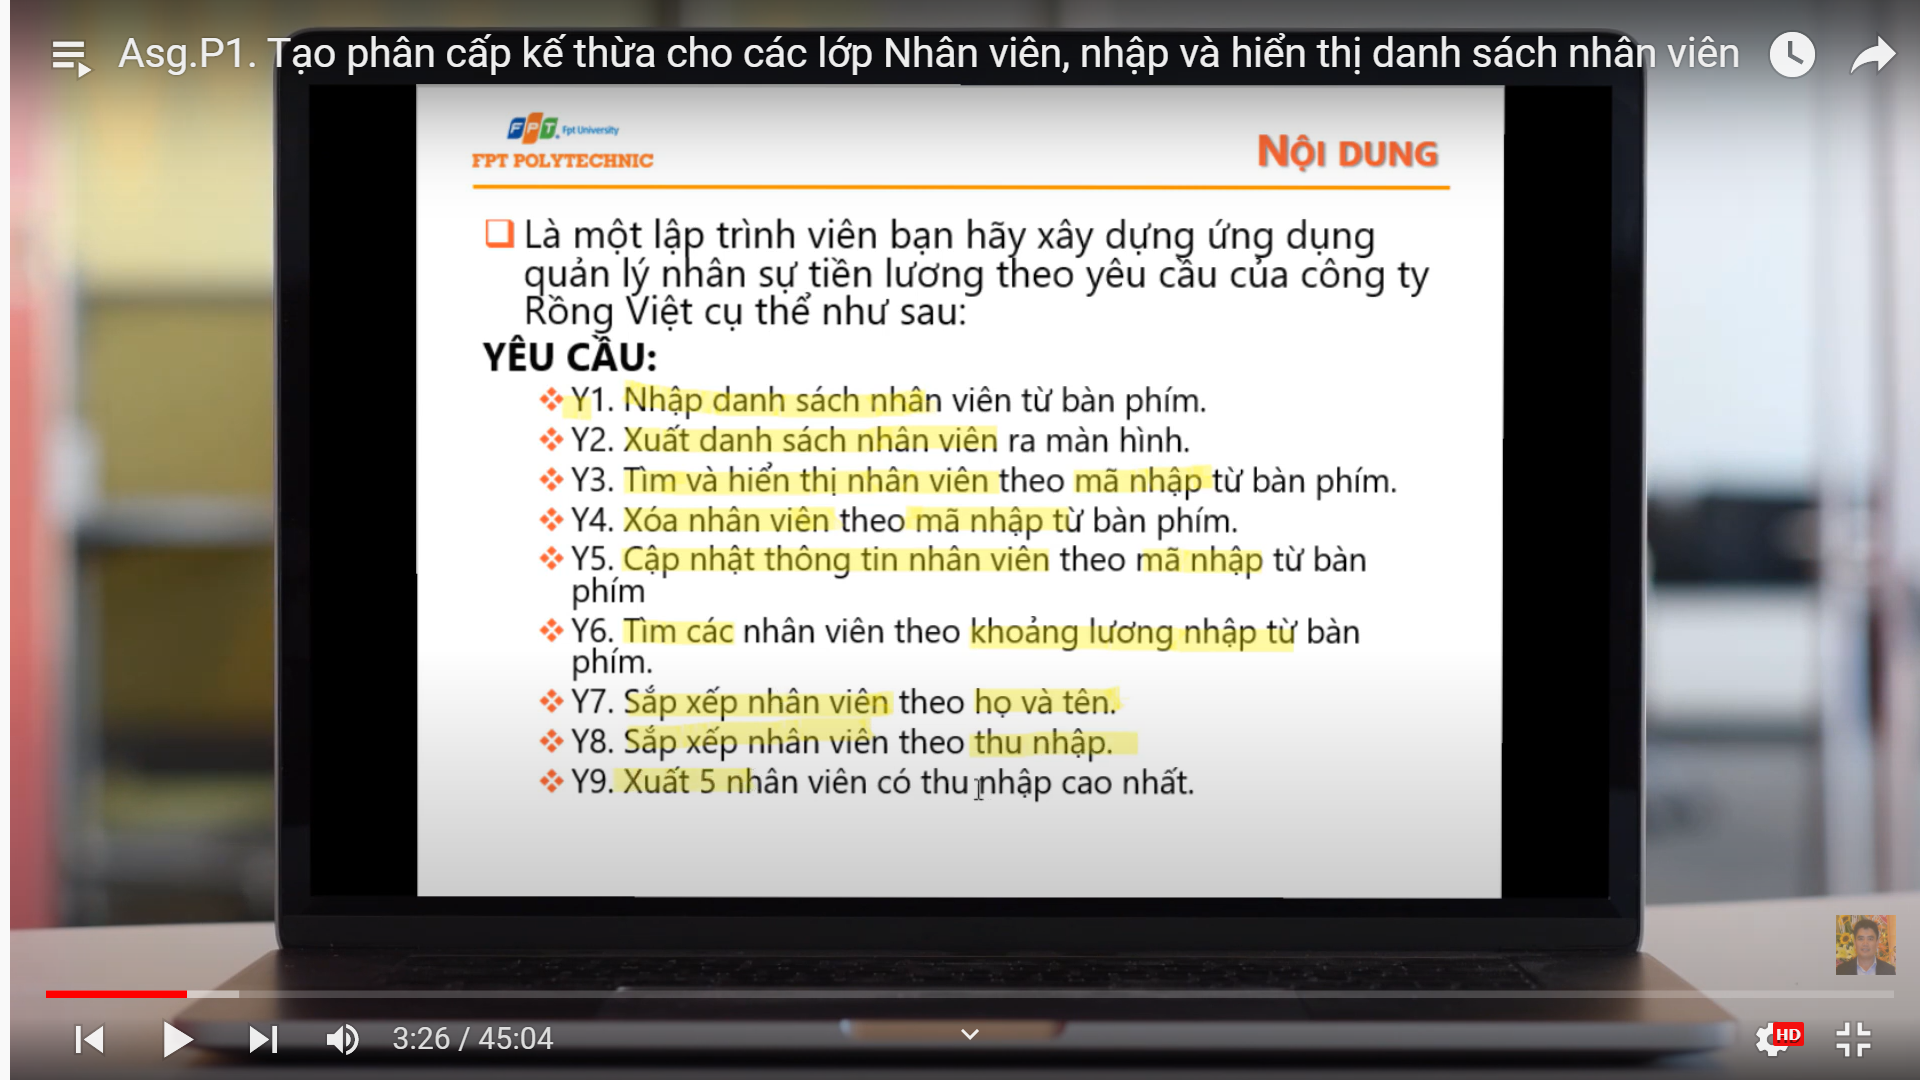 Asg.P1. Tạo phân cấp kế thừa cho các lớp Nhân viên, nhập và hiển thị danh sách nhân viên
FPT Fpt University
FPT POLYTECHNIC
NỘI DUNG
Là một lập trình viên bạn hãy xây dựng ứng dụng
quản lý nhân sự tiền lương theo yêu cầu của công ty
Rồng Việt cụ thể như sau:
YÊU CẦU:
Y1. Nhập danh sách nhân viên từ bàn phím.
Y2. Xuất danh sách nhân viên ra màn hình.
Y3. Tìm và hiển thị nhân viên theo mã nhập từ bàn phím.
Y4. Xóa nhân viên theo mã nhập từ bàn phím.
Y5. Cập nhật thông tin nhân viên theo mã nhập từ bàn
phím
Y6. Tìm các nhân viên theo khoảng lương nhập từ bàn
phím.
Y7. Sắp xếp nhân viên theo họ và tên.
Y8. Sắp xếp nhân viên theo thu nhập.
Y9. Xuất 5 nhân viên có thu nhập cao nhất.
3:26 / 45:04
HD